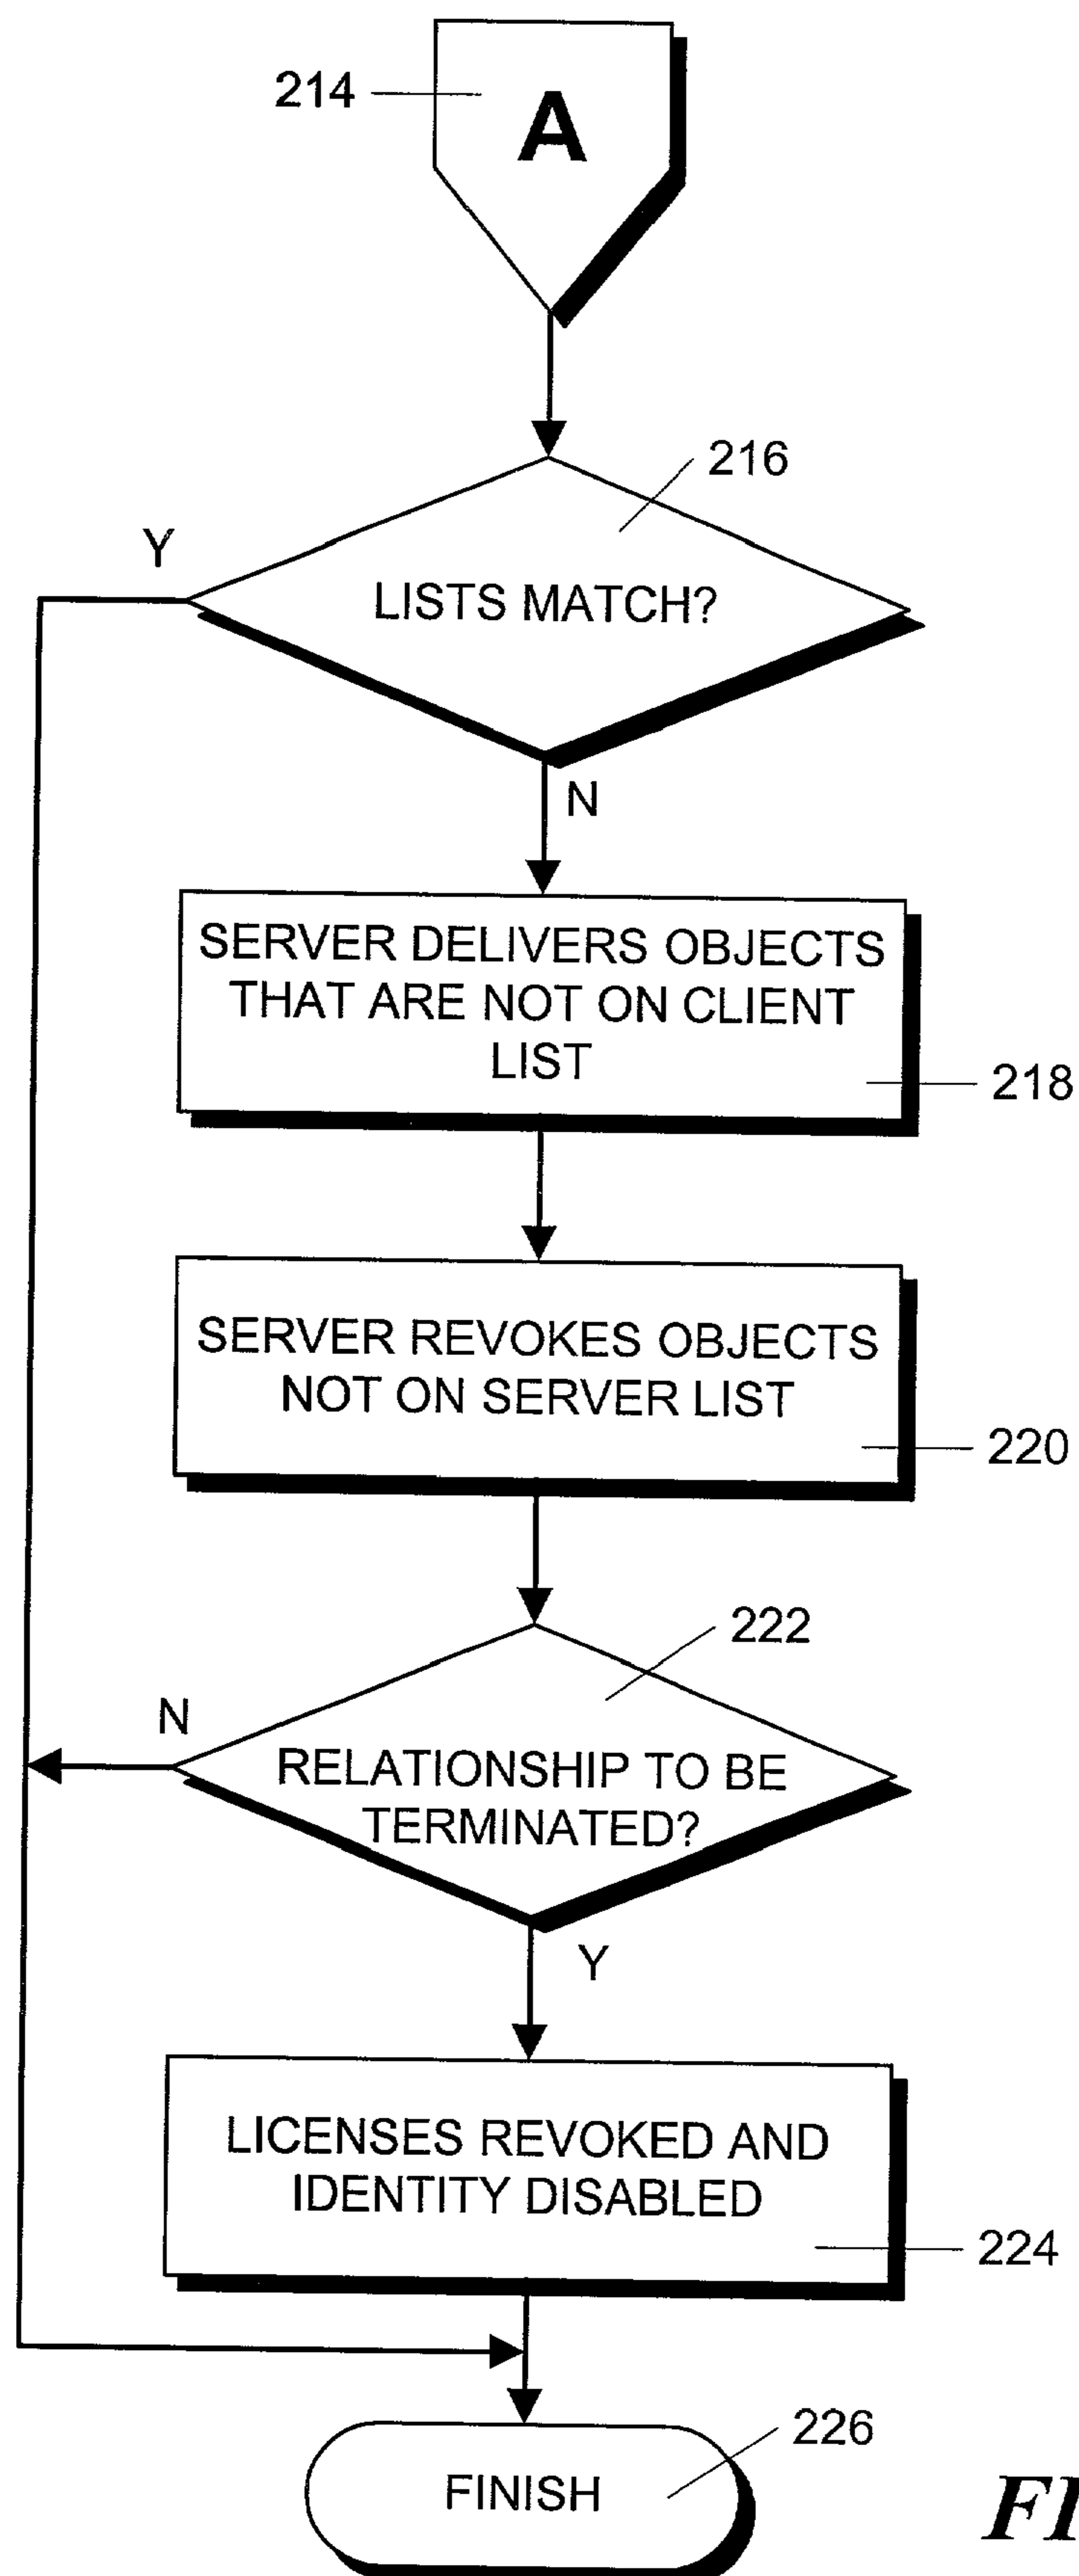 214
A
216
Y
LISTS MATCH?
N
SERVER DELIVERS OBJECTS
THAT ARE NOT ON CLIENT
LIST
218
SERVER REVOKES OBJECTS
NOT ON SERVER LIST
220
222
N
RELATIONSHIP TO BE
TERMINATED?
Y
LICENSES REVOKED AND
IDENTITY DISABLED
224
226
FINISH